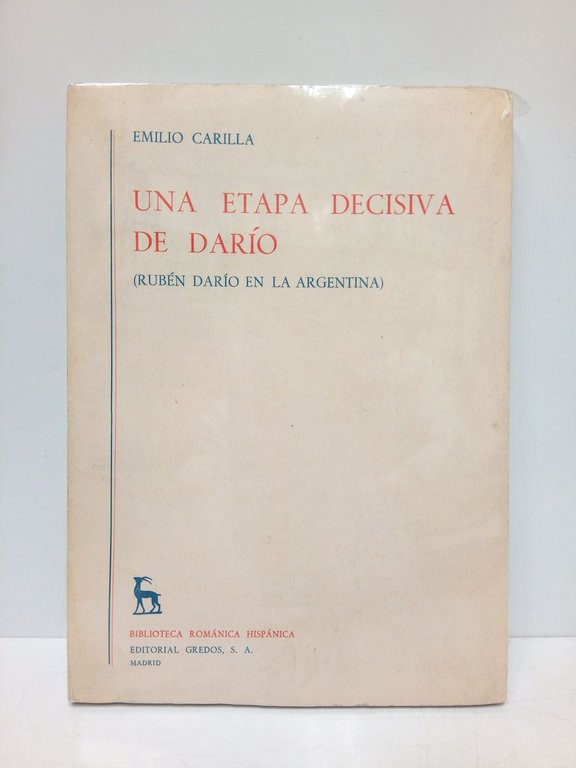 EMILIO CARILLA
UNA ETAPA DECISIVA
DE DARÍO
(RUBÉN DARÍO EN LA ARGENTINA)
BIBLIOTECA ROMÁNICA HISPÁNICA
EDITORIAL GREDOS, S. A.
MADRID